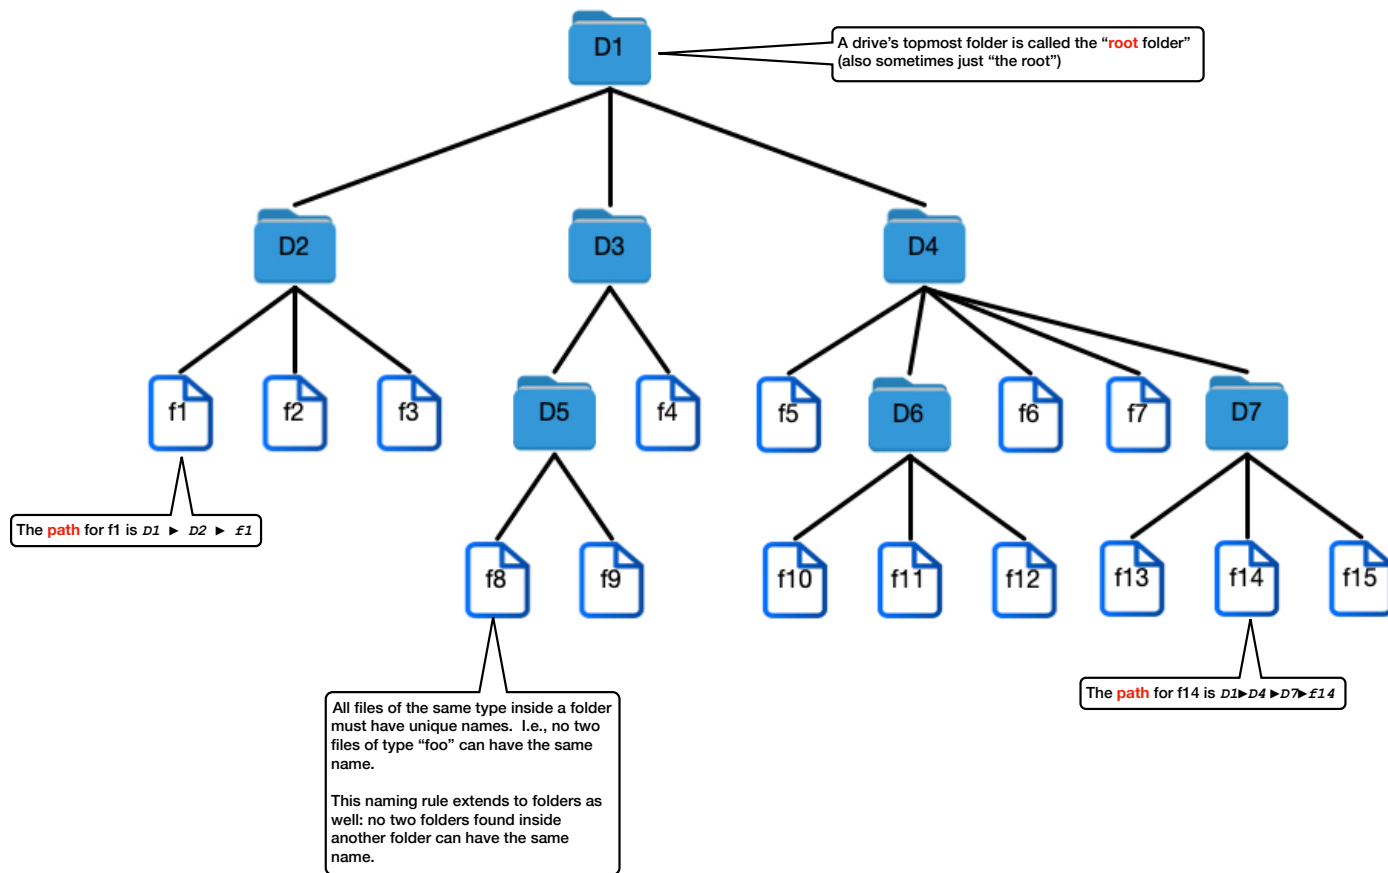 D1
A drive's topmost folder is called the “root folder”
(also sometimes just “the root”)
D2
D3
D4
f1
f2
f3
D5
f4
f5
D6
f6
f7
D7
The path for f1 is D1 ▶ D2 ▶ f1
f8
f9
f10
f11
f12
f13
f14
f15
The path for f14 is D1▶D4 ▶D7▶f14
All files of the same type inside a folder
must have unique names.  I.e., no two
files of type “foo” can have the same
name.
This naming rule extends to folders as
well: no two folders found inside
another folder can have the same
name.